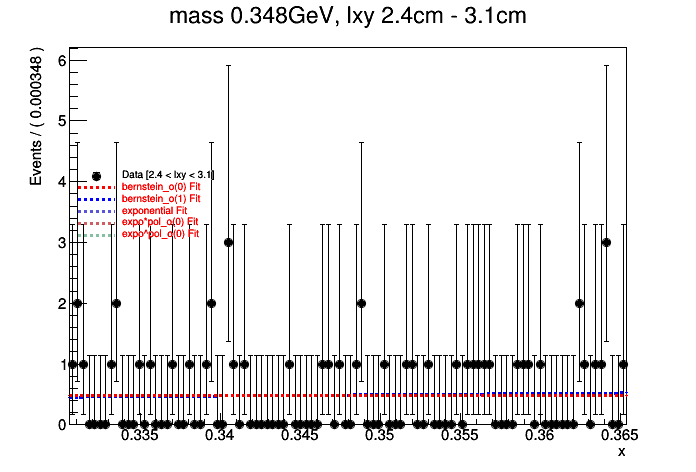 mass 0.348GeV, lxy 2.4cm - 3.1cm
Events / ( 0.000348 )
6
5
4
3
2
1
0
Data [2.4 < lxy < 3.1]
bernstein_o(0) Fit
bernstein_o(1) Fit
exponential Fit
expo*pol_o(0) Fit
expo^pol_o(0) Fit
0.335 0.34 0.345 0.35 0.355 0.36 0.365
x